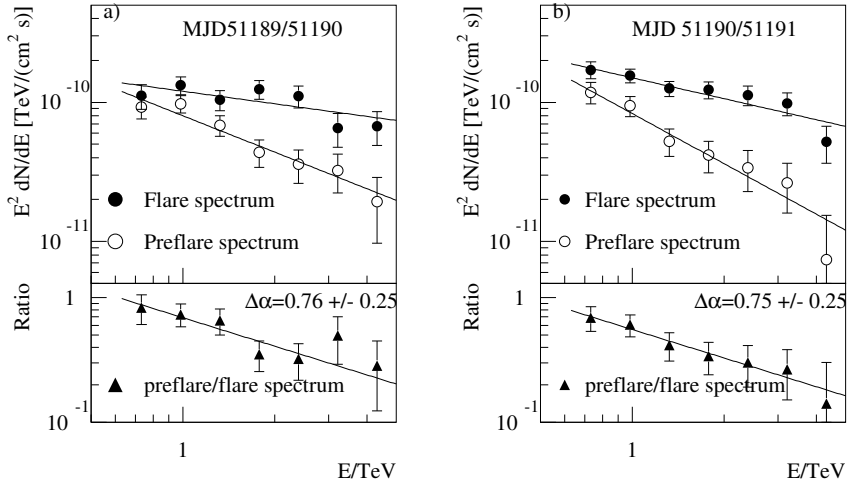 a)
MJD51189/51190
E² dN/dE [TeV/(cm² s)]
10⁻¹⁰
10⁻¹¹
Flare spectrum
Preflare spectrum
Ratio
1
10⁻¹
Δα=0.76 +/- 0.25
preflare/flare spectrum
1
E/TeV
b)
MJD 51190/51191
E² dN/dE [TeV/(cm² s)]
10⁻¹⁰
10⁻¹¹
Flare spectrum
Preflare spectrum
Ratio
1
10⁻¹
Δα=0.75 +/- 0.25
preflare/flare spectrum
1
E/TeV